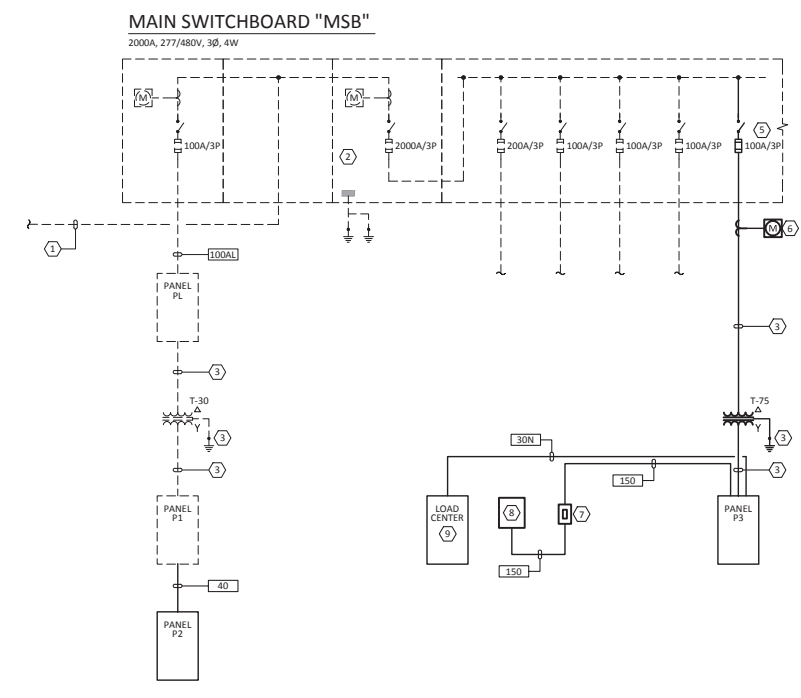 MAIN SWITCHBOARD "MSB"
2000A, 277/480V, 3Ø, 4W
M
M
5
100A/3P
2000A/3P
200A/3P
100A/3P
100A/3P
100A/3P
100A/3P
2
M
6
1
100AL
PANEL
PL
3
3
T-30
Y
3
T-75
Y
3
3
30N
3
150
PANEL
P1
LOAD
CENTER
9
8
7
PANEL
P3
150
40
PANEL
P2